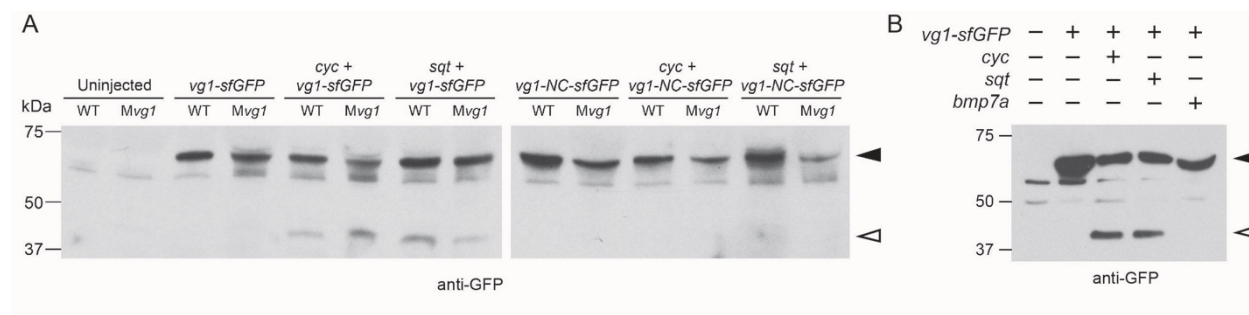 A
Uninjected
vg1-sfGFP
cyc +
vg1-sfGFP
sqt +
vg1-sfGFP
vg1-NC-sfGFP
cyc +
vg1-NC-sfGFP
sqt +
vg1-NC-sfGFP
kDa
WT Mvg1 WT Mvg1 WT Mvg1 WT Mvg1 WT Mvg1 WT Mvg1 WT Mvg1
75
50
37
anti-GFP
B
vg1-sfGFP – + + + +
cyc – – + – –
sqt – – – + –
bmp7a – – – – +
75
50
37
anti-GFP